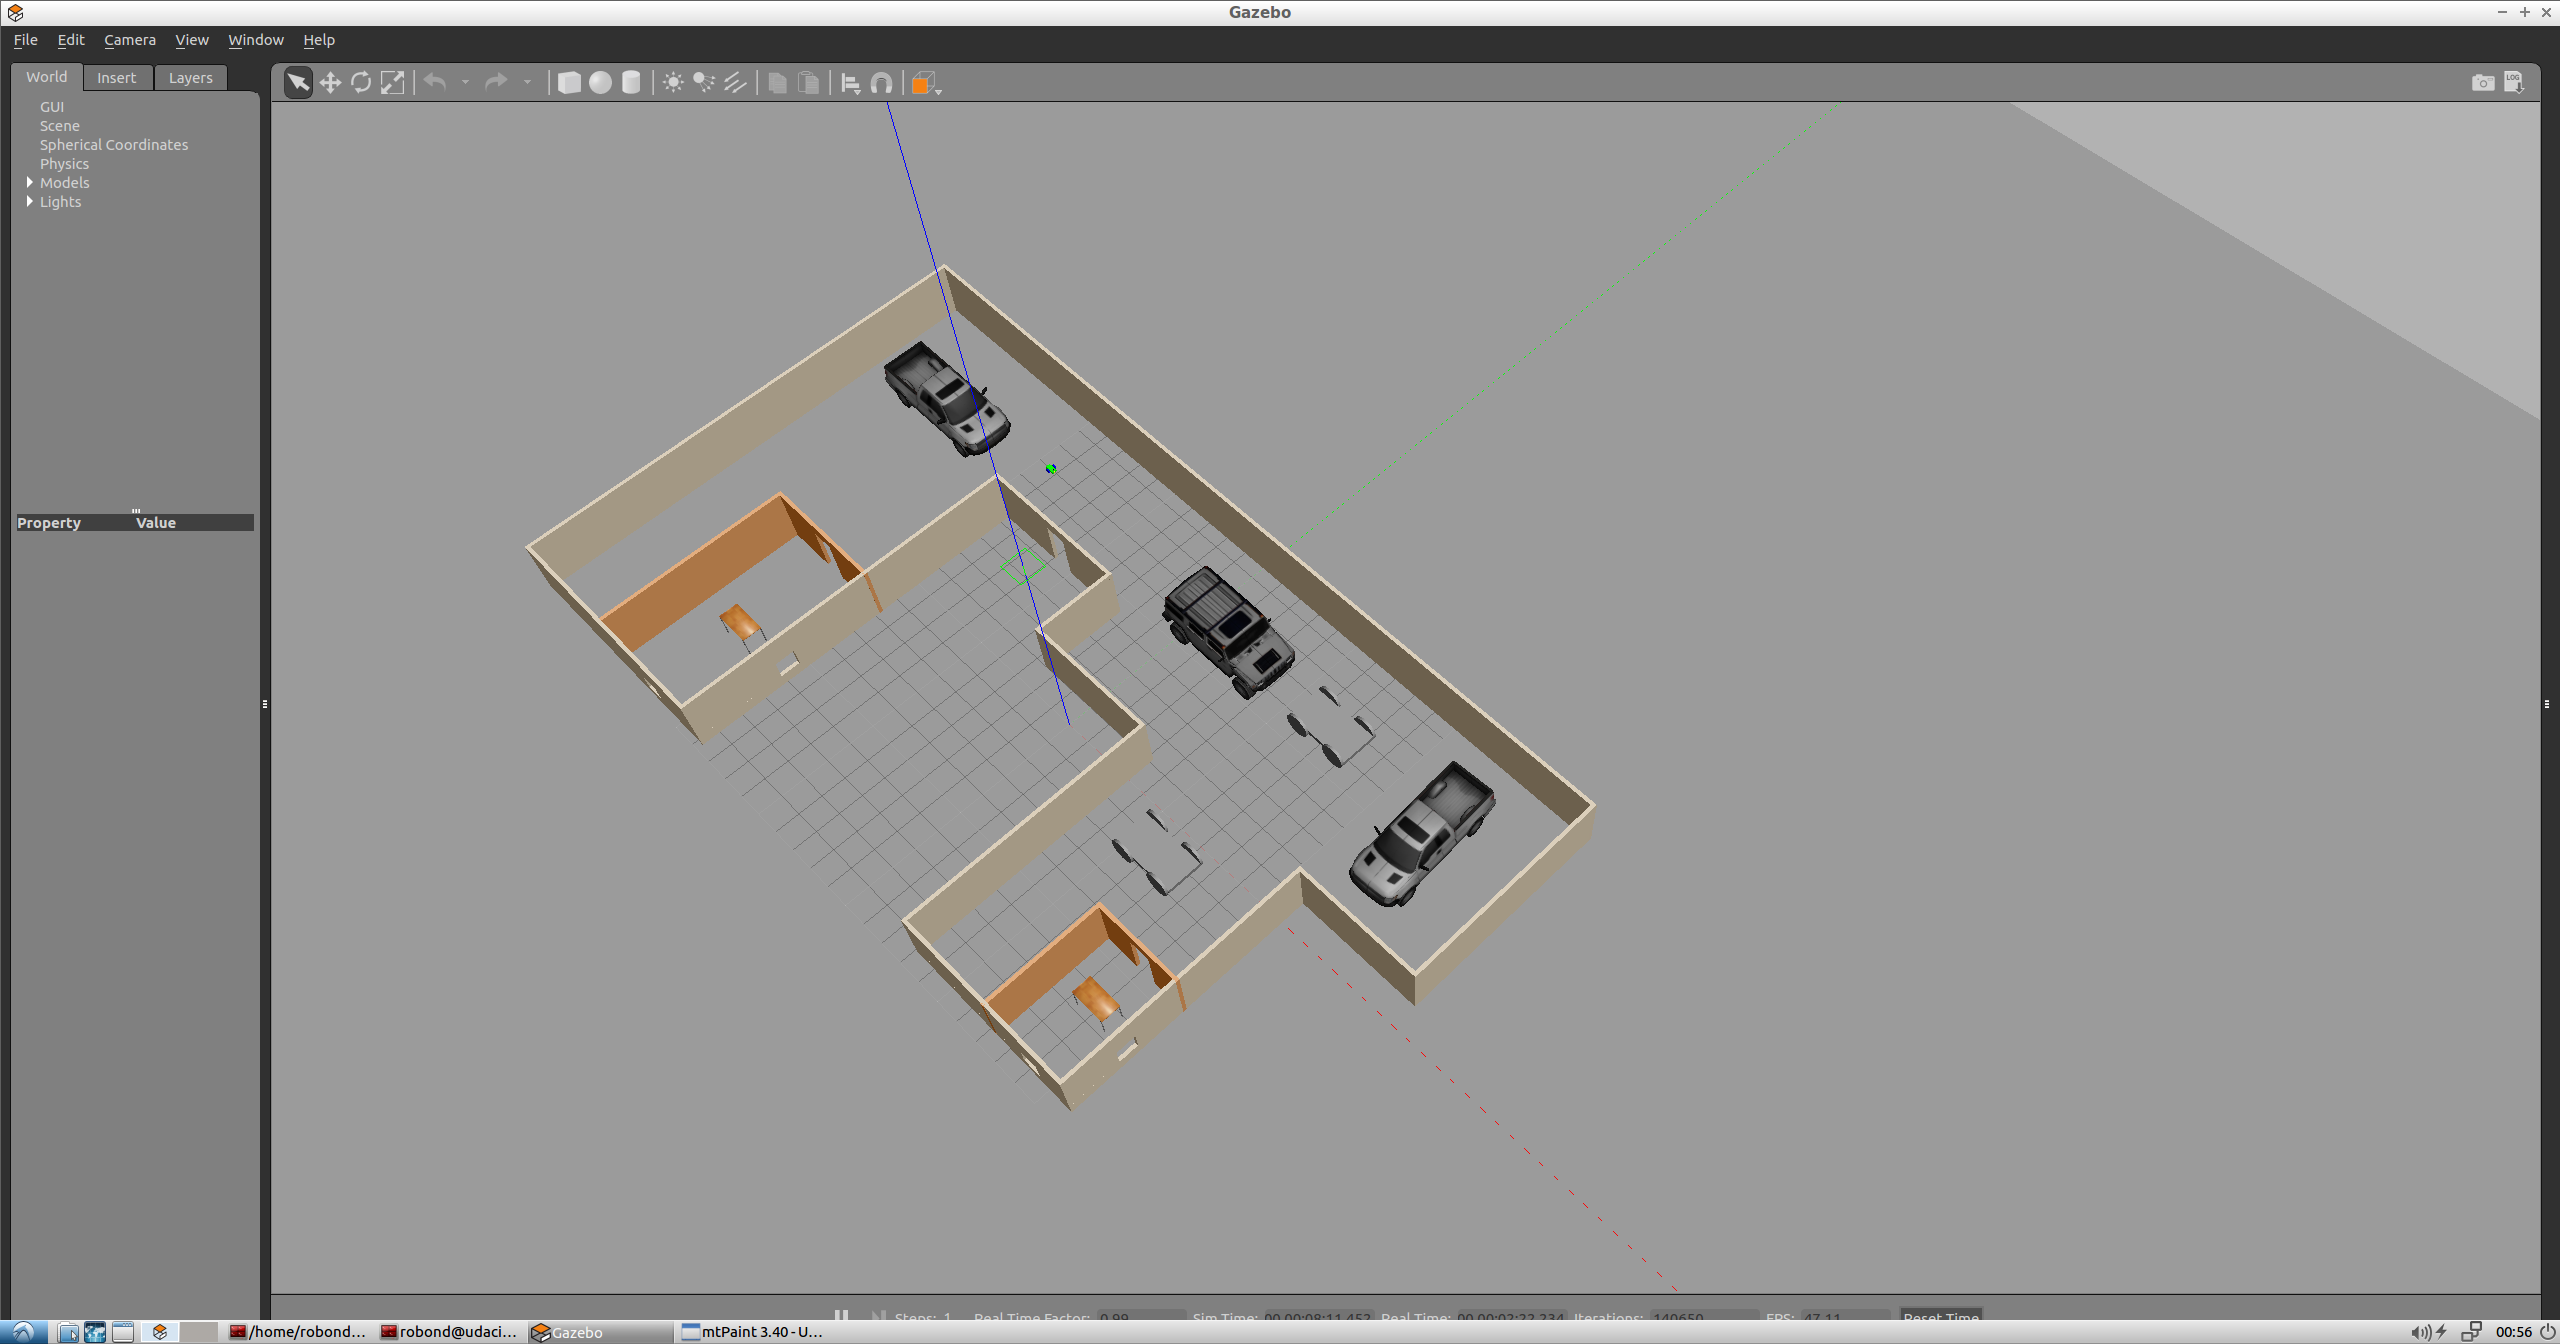 Gazebo
File Edit Camera View Window Help
World Insert Layers
LOG
GUI
Scene
Spherical Coordinates
Physics
Models
Lights
Property Value
Steps: 1 Real Time Factor: 0.99 Sim Time: 00 00:08:11.452 Real Time: 00 00:02:22.234 Iterations: 140650 FPS: 47.11 Reset Time
/home/robond... robond@udaci... Gazebo mtPaint 3.40 - U... 00:56